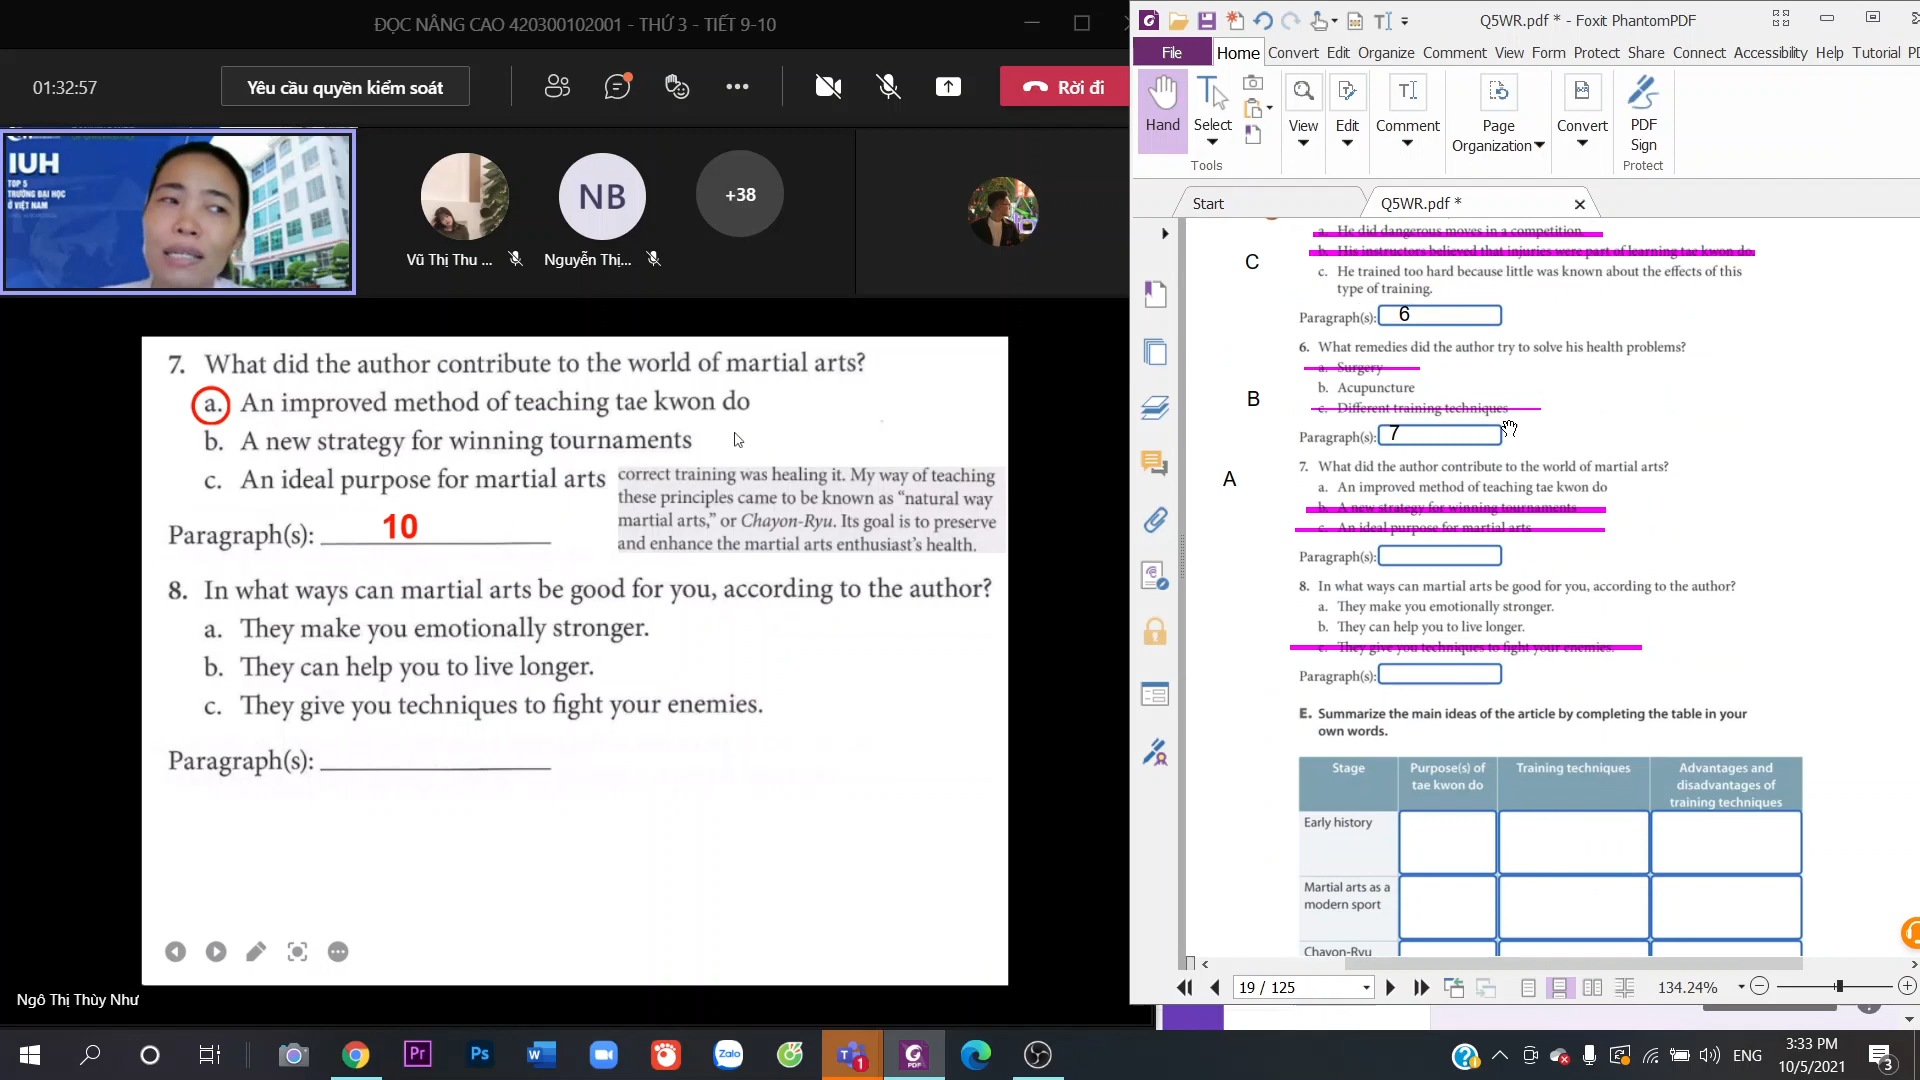 ĐỌC NÂNG CAO 420300102001 - THỨ 3 - TIẾT 9-10
01:32:57
Yêu cầu quyền kiểm soát
Rời đi
IUH
TOP 5
TRƯỜNG ĐẠI HỌC
Ở VIỆT NAM
NB
+38
Vũ Thị Thu ...
Nguyễn Thị...
7. What did the author contribute to the world of martial arts?
a. An improved method of teaching tae kwon do
b. A new strategy for winning tournaments
c. An ideal purpose for martial arts
correct training was healing it. My way of teaching
these principles came to be known as “natural way
martial arts,” or Chayon-Ryu. Its goal is to preserve
and enhance the martial arts enthusiast’s health.
Paragraph(s): 10
8. In what ways can martial arts be good for you, according to the author?
a. They make you emotionally stronger.
b. They can help you to live longer.
c. They give you techniques to fight your enemies.
Paragraph(s):
Ngô Thị Thùy Như
Q5WR.pdf * - Foxit PhantomPDF
File Home Convert Edit Organize Comment View Form Protect Share Connect Accessibility Help Tutorial
Hand
Select
View
Edit
Comment
Page
Organization
Convert
PDF
Sign
Tools
Protect
Start
Q5WR.pdf *
a. He did dangerous moves in a competition.
b. His instructors believed that injuries were part of learning tae kwon do.
C
c. He trained too hard because little was known about the effects of this
type of training.
Paragraph(s): 6
6. What remedies did the author try to solve his health problems?
a. Surgery
b. Acupuncture
B
c. Different training techniques
Paragraph(s): 7
7. What did the author contribute to the world of martial arts?
A
a. An improved method of teaching tae kwon do
b. A new strategy for winning tournaments
c. An ideal purpose for martial arts
Paragraph(s):
8. In what ways can martial arts be good for you, according to the author?
a. They make you emotionally stronger.
b. They can help you to live longer.
c. They give you techniques to fight your enemies.
Paragraph(s):
E. Summarize the main ideas of the article by completing the table in your
own words.
Stage
Purpose(s) of
tae kwon do
Training techniques
Advantages and
disadvantages of
training techniques
Early history
Martial arts as a
modern sport
Chayon-Ryu
19 / 125
134.24%
Pr
Ps
Zalo
1
PDF
ENG
3:33 PM
10/5/2021
3